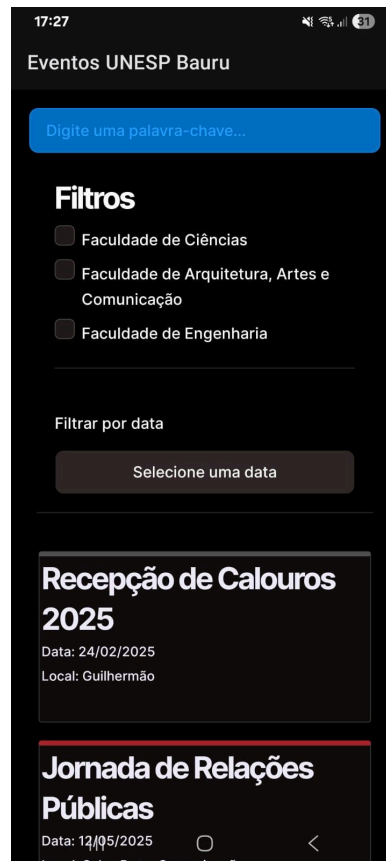 17:27
31
Eventos UNESP Bauru
Digite uma palavra-chave...
Filtros
Faculdade de Ciências
Faculdade de Arquitetura, Artes e
Comunicação
Faculdade de Engenharia
Filtrar por data
Selecione uma data
Recepção de Calouros
2025
Data: 24/02/2025
Local: Guilhermão
Jornada de Relações
Públicas
Data: 12/05/2025